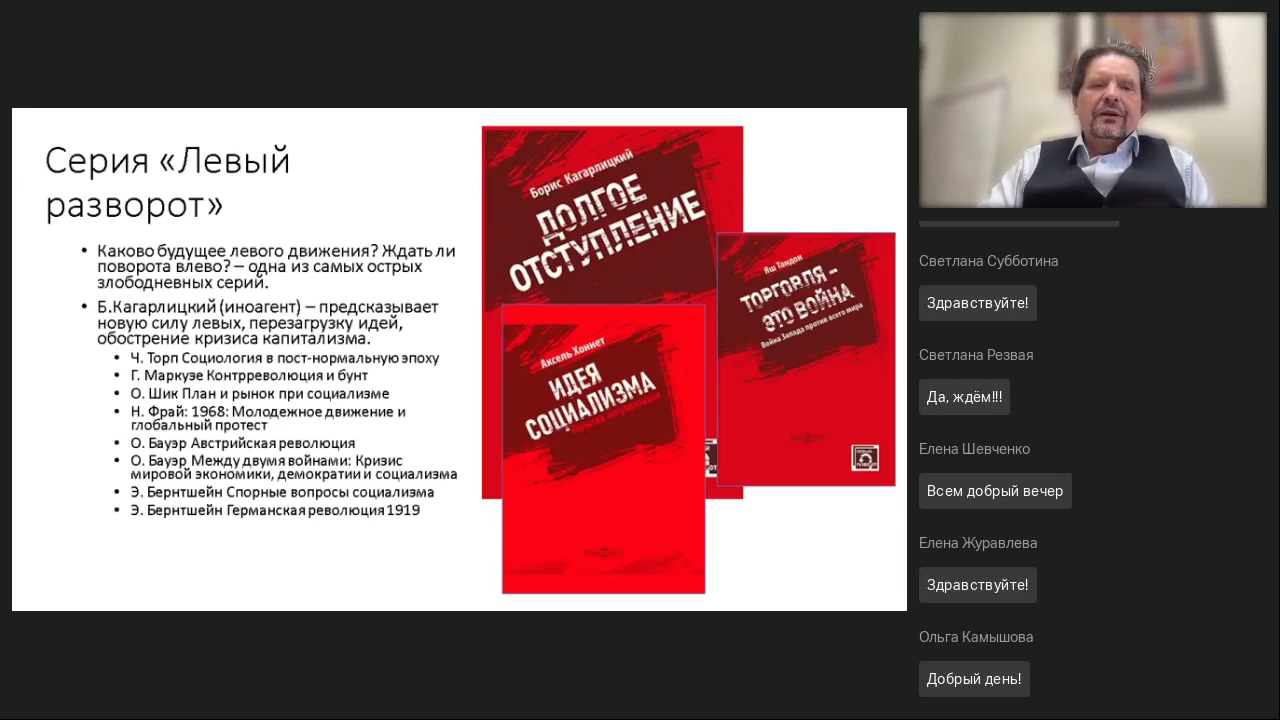 Серия «Левый
разворот»
• Каково будущее левого движения? Ждать ли
поворота влево? – одна из самых острых
злободневных серий.
• Б.Кагарлицкий (иноагент) – предсказывает
новую силу левых, перезагрузку идей,
обострение кризиса капитализма.
• Ч. Торп Социология в пост-нормальную эпоху
• Г. Маркузе Контрреволюция и бунт
• О. Шик План и рынок при социализме
• Н. Фрай: 1968: Молодежное движение и
глобальный протест
• О. Бауэр Австрийская революция
• О. Бауэр Между двумя войнами: Кризис
мировой экономики, демократии и социализма
• Э. Бернтшейн Спорные вопросы социализма
• Э. Бернтшейн Германская революция 1919
Борис Кагарлицкий
ДОЛГОЕ
ОТСТУПЛЕНИЕ
Яш Тандон
ТОРГОВЛЯ –
ЭТО ВОЙНА
Война Запада против всего мира
ЛЕВЫЙ
РАЗВОРОТ
Аксель Хоннет
ИДЕЯ
СОЦИАЛИЗМА
Светлана Субботина
Здравствуйте!
Светлана Резвая
Да, ждём!!!
Елена Шевченко
Всем добрый вечер
Елена Журавлева
Здравствуйте!
Ольга Камышова
Добрый день!